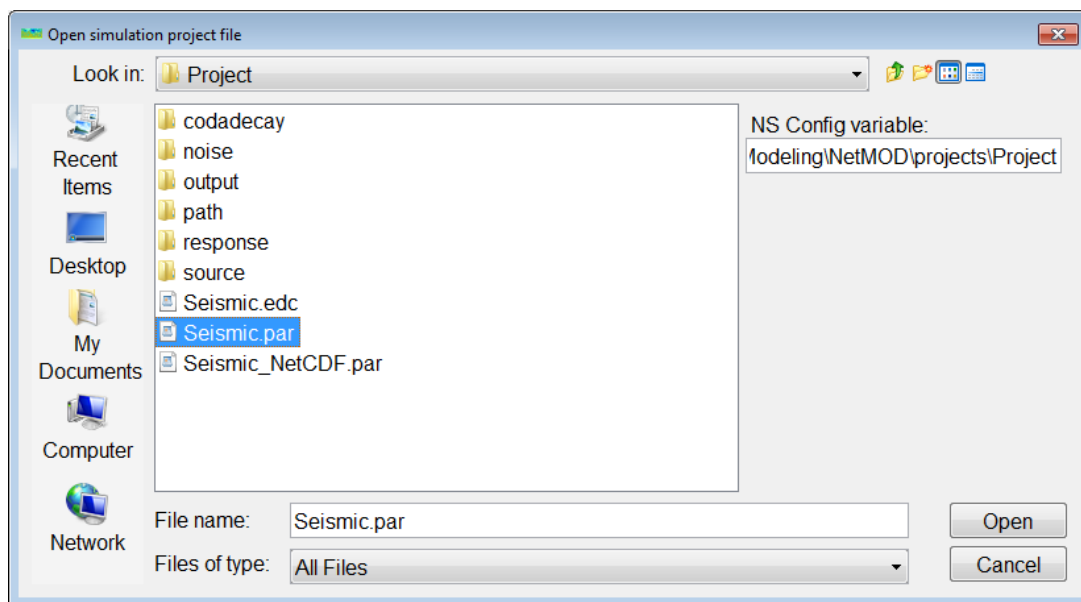 Open simulation project file
Look in:
Project
Recent
Items
Desktop
My
Documents
Computer
Network
codadecay
noise
output
path
response
source
Seismic.edc
Seismic.par
Seismic_NetCDF.par
NS Config variable:
\NetMOD\projects\Project
File name:
Seismic.par
Open
Files of type:
All Files
Cancel